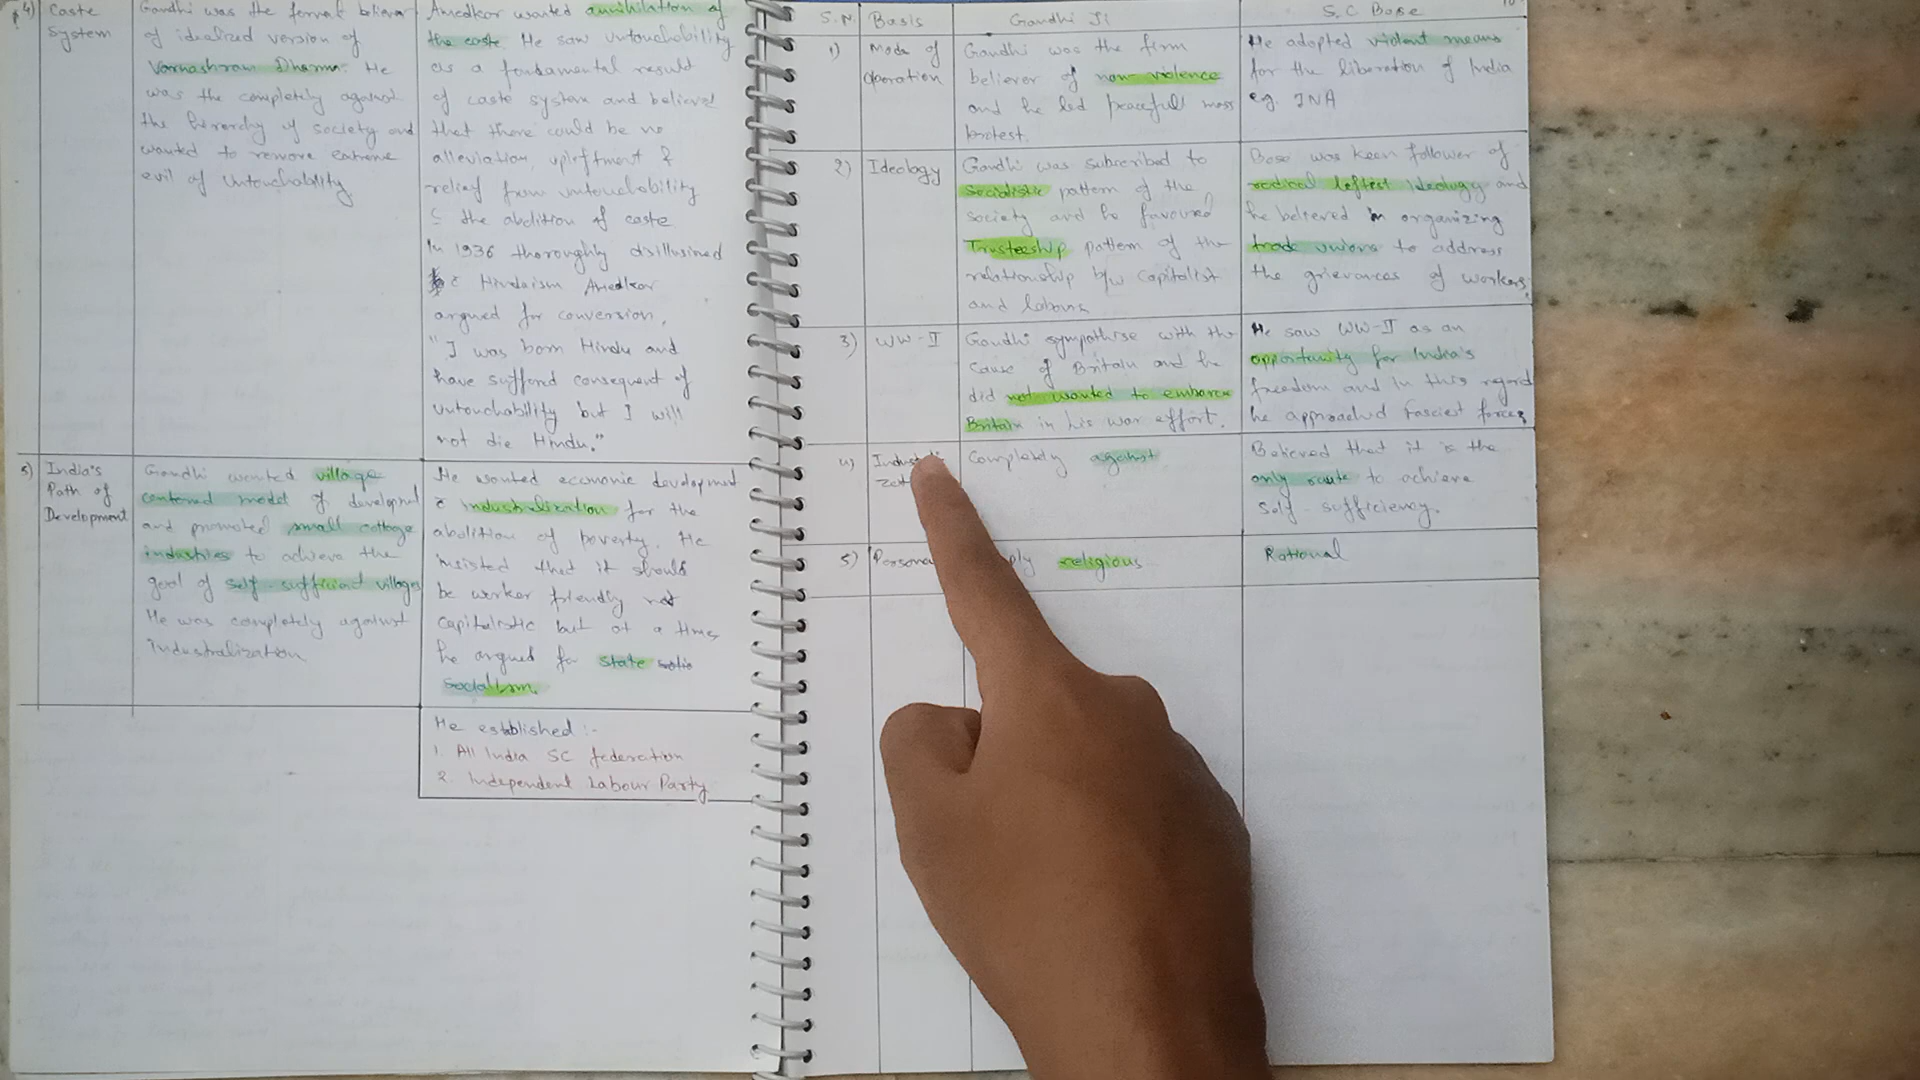 4)
Caste
System
Gandhi was the
of idealized version of
Varnashram Dharma. He
was the completely against
the hierarchy of society and
wanted to remove extreme
evil of Untouchability
Amedkar wanted annihilation of
the caste. He saw untouchability
as a fundamental result
of caste system and believed
that there could be no
alleviation, upliftment &
relief from untouchability
the abolition of caste
In 1936 thoroughly
Hinduism Amedkar
argued for conversion,
"I was born Hindu and
have suffered consequent of
Untouchability but I will
not die Hindu."
5)
India's
Path of
Development
Gandhi wanted village
centered model of
and promoted small cottage
industries to achieve the
goal of self-sufficient villages
He was completely against
Industralization
He wanted economic development
industralization for the
abolition of poverty. He
insisted that it should
be worker friendly not
capitalistic but at a
he argued for state
socialism.
He established :-
1. All India SC federation
2. Independent Labour Party
S.N.
Basis
Gandhi Ji
S.C Bose
1)
Mode of
operation
Gandhi was the firm
believer of non-violence
and he led peacefull mass
protest.
He adopted violent means
for the liberation of India
eg. INA
2)
Ideology
Gandhi was subscribed to
socialistic pattern of the
society and he favoured
Trusteeship pattern of the
relationship b/w capitalist
and labours
Bose was keen follower of
radical leftist Ideology and
he believed in organizing
trade unions to address
the grievances of workers.
3)
WW-II
Gandhi sympathise with the
cause of Britain and he
did not wanted to
Britain in his war effort.
He saw WW-II as an
opportunity for India's
freedom and in this regard
he approached fasciest forces
4)
Completely against
Believed that it is the
only route to achieve
self-sufficiency.
5)
religious
Rational